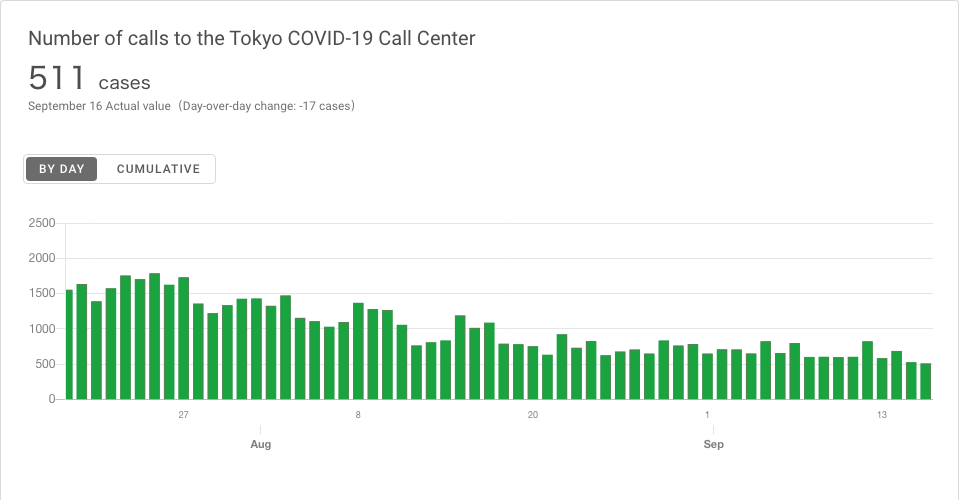 Number of calls to the Tokyo COVID-19 Call Center
511 cases
September 16 Actual value（Day-over-day change: -17 cases）
BY DAY CUMULATIVE
2500
2000
1500
1000
500
0
27 8 20 1 13
Aug Sep